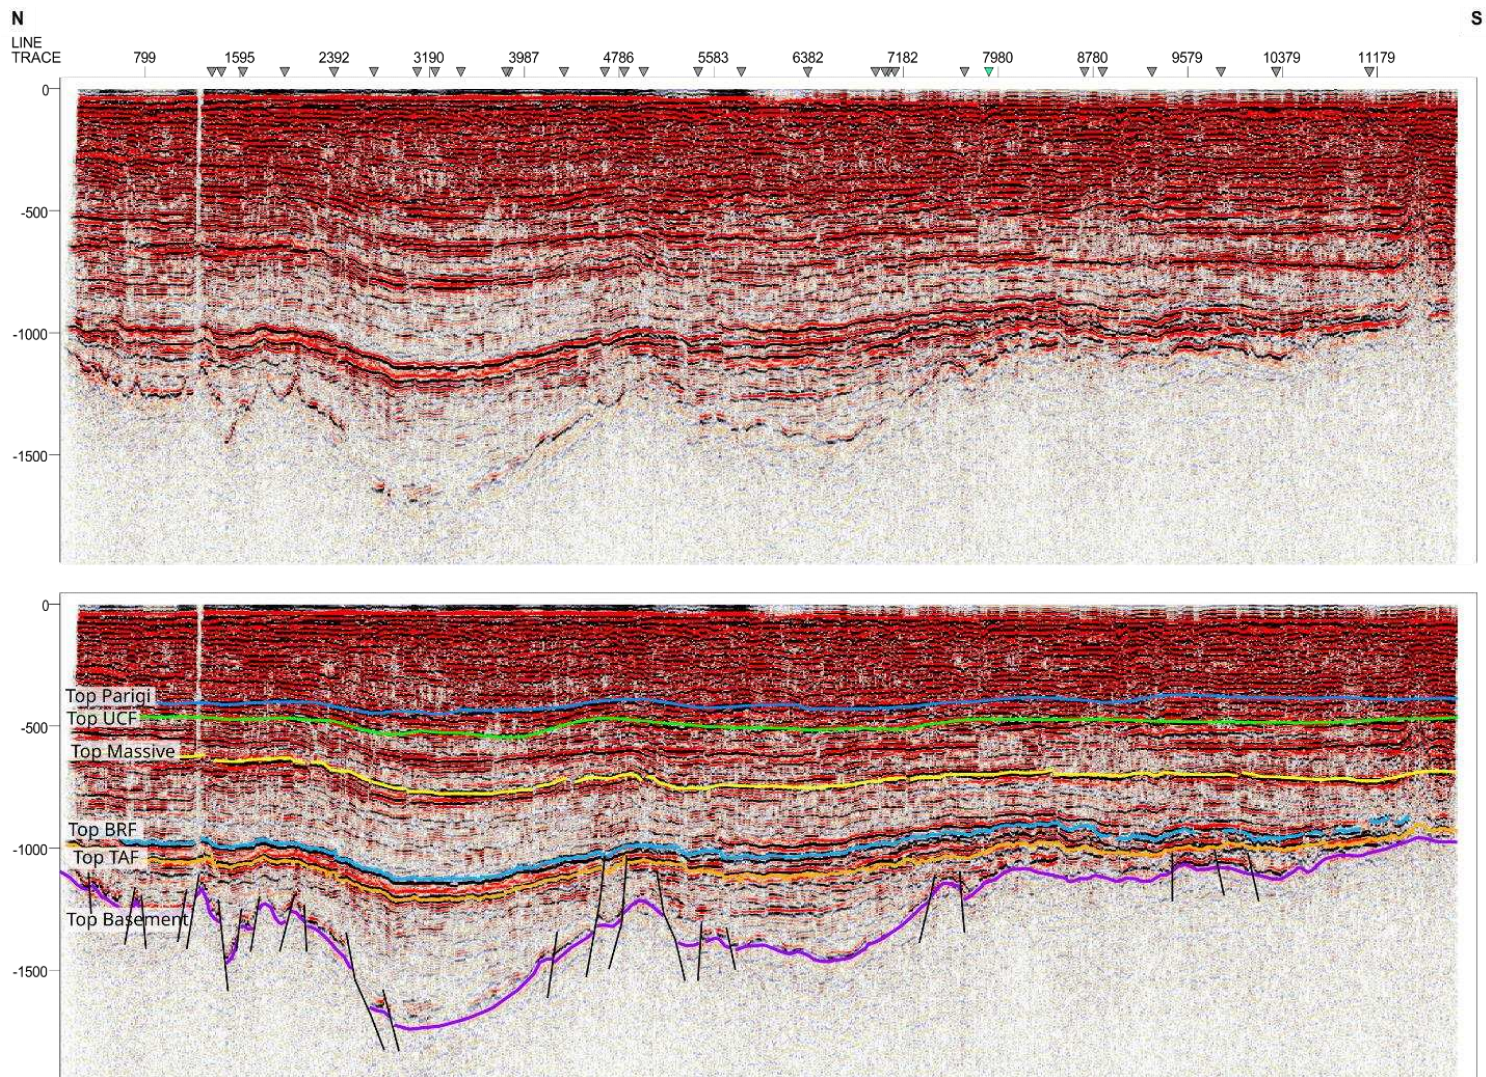 N S
LINE
TRACE 799 1595 2392 3190 3987 4786 5583 6382 7182 7980 8780 9579 10379 11179
0
-500
-1000
-1500
0
Top Parigi
Top UCF
-500
Top Massive
Top BRF
-1000
Top TAF
Top Basement
-1500